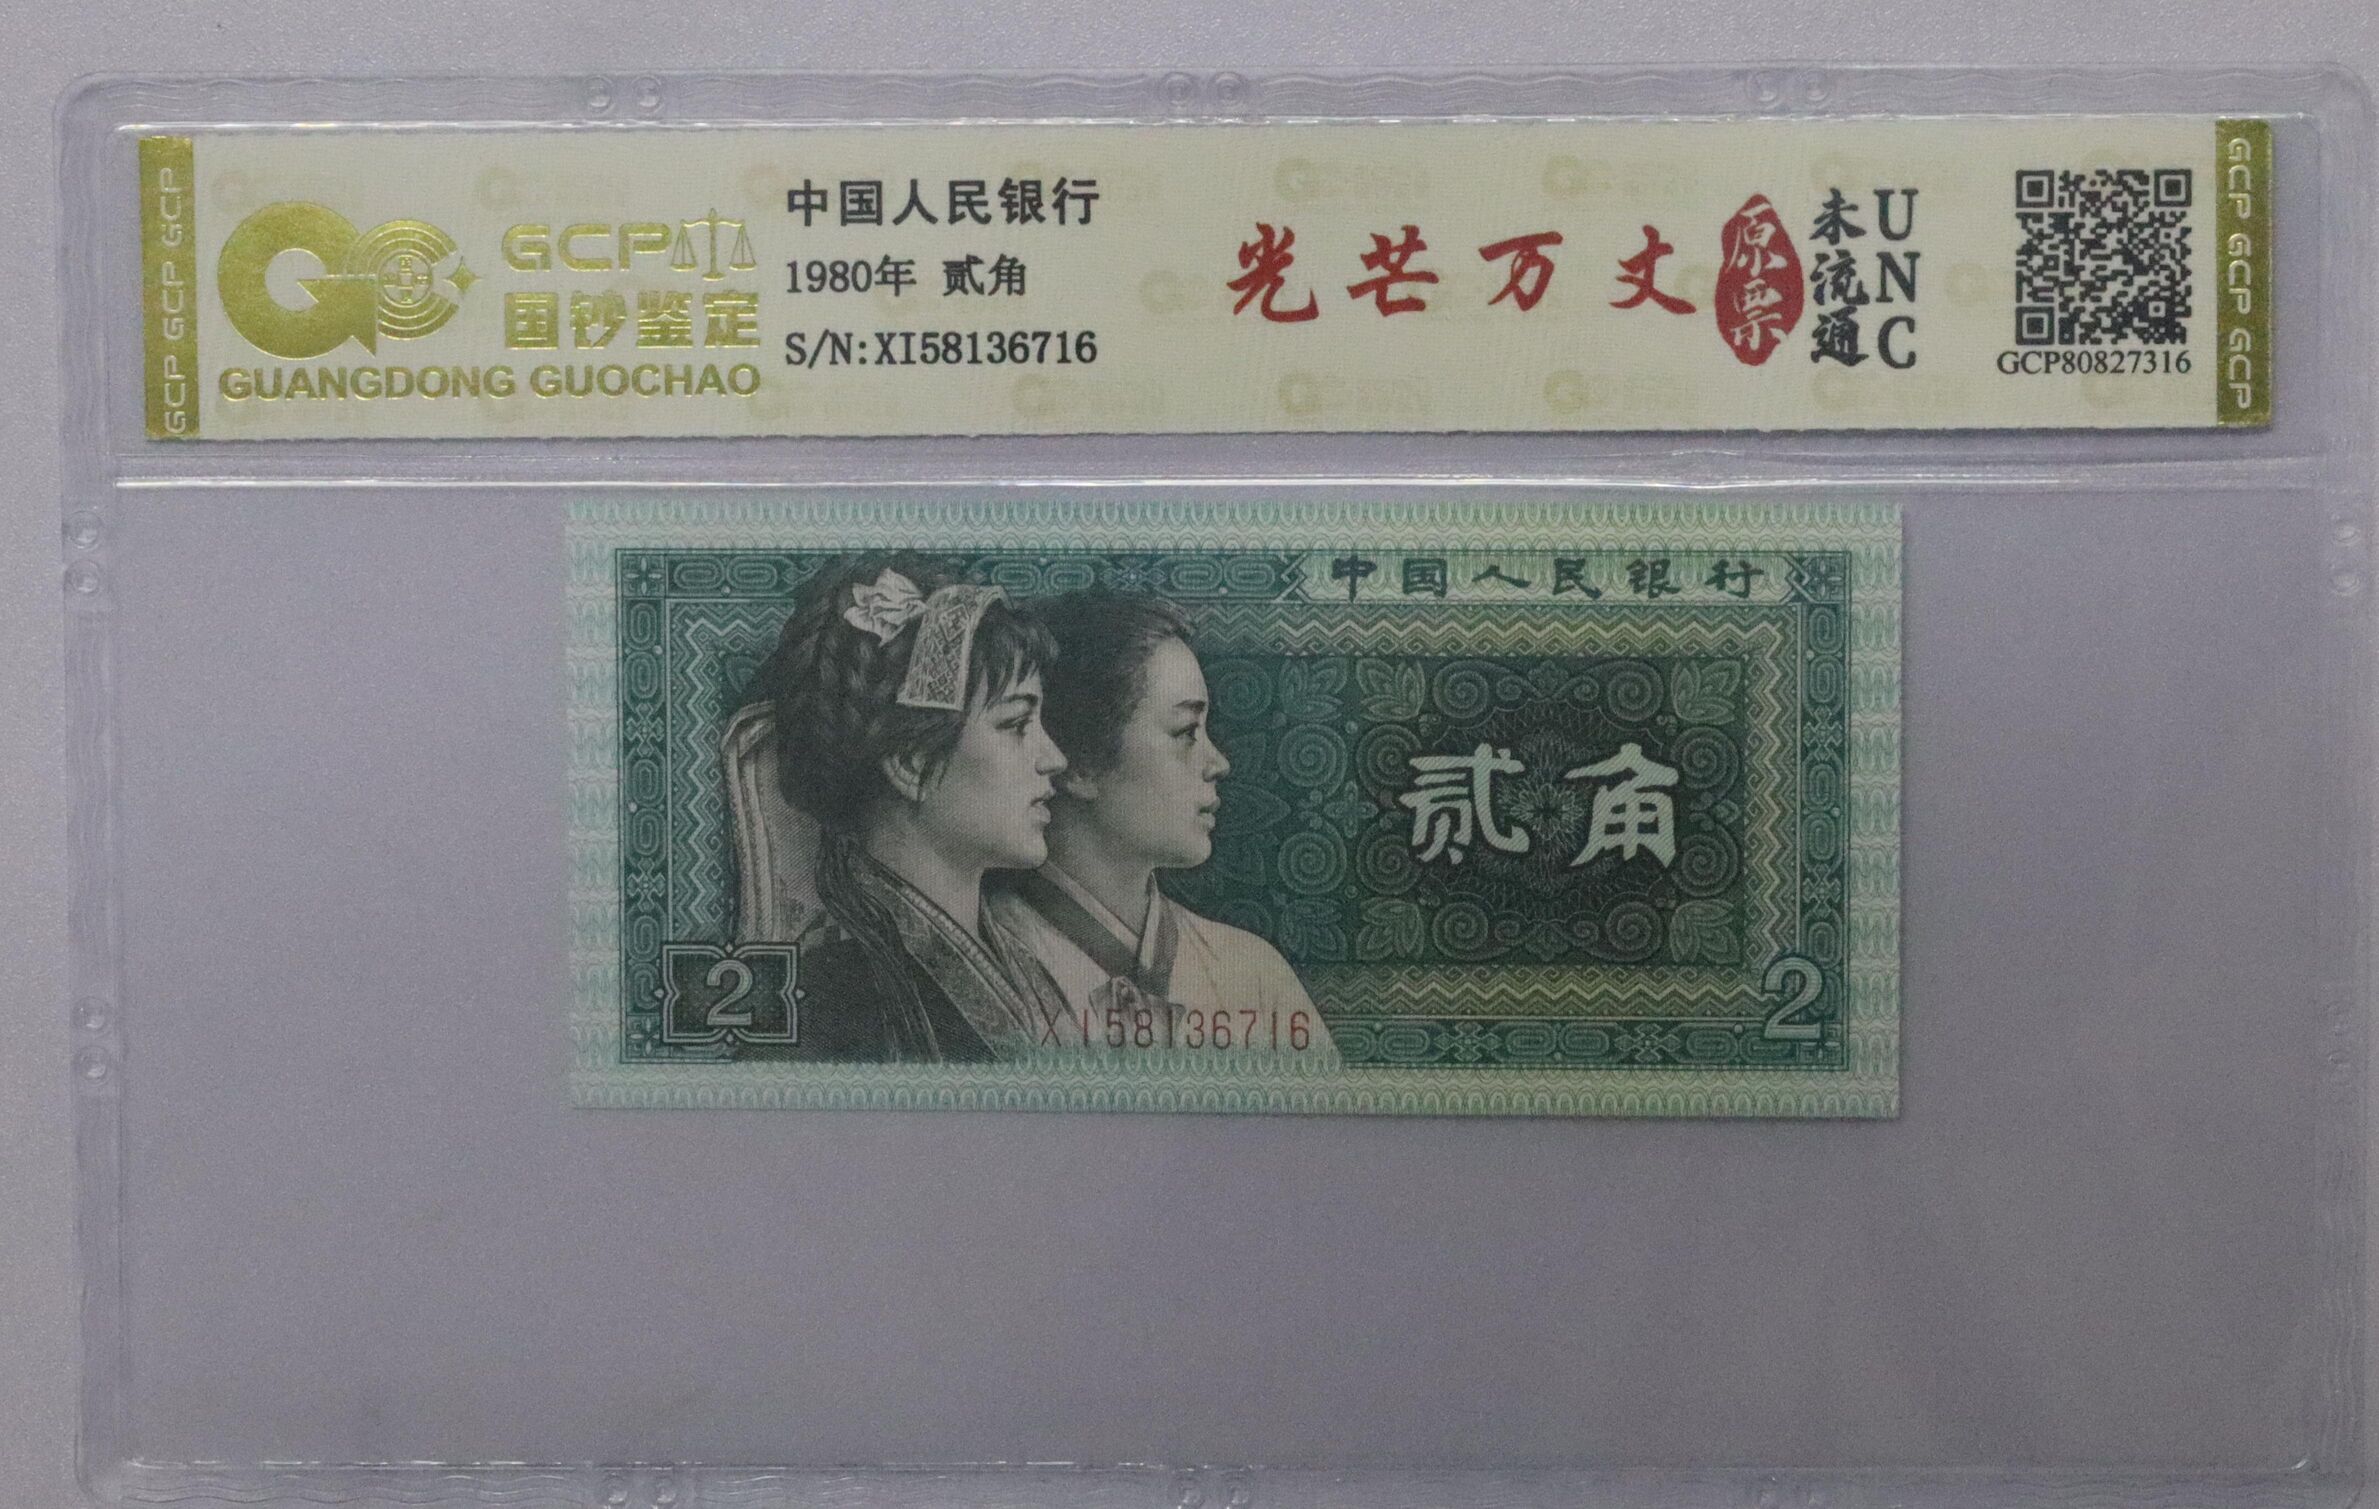 GCP GCP GCP
GCP
国钞鉴定
GUANGDONG GUOCHAO
中国人民银行
1980年 贰角
S/N:XI58136716
光芒万丈
原票
未流通
UNC
GCP80827316
GCP GCP GCP
中国人民银行
贰角
2
XI58136716
2